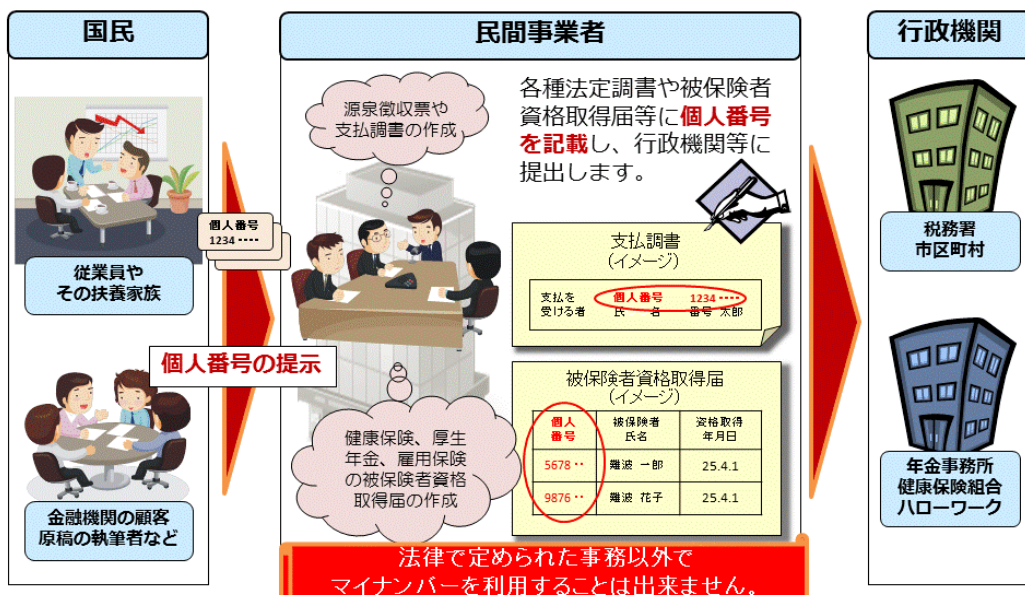 国民
従業員や
その扶養家族
金融機関の顧客
原稿の執筆者など
個人番号
1234 ‥‥
個人番号の提示
民間事業者
源泉徴収票や
支払調書の作成
各種法定調書や被保険者
資格取得届等に個人番号
を記載し、行政機関等に
提出します。
支払調書
(イメージ)
支払を 個人番号 1234 ‥‥
受ける者 氏 名 番号 太郎
健康保険、厚生
年金、雇用保険
の被保険者資格
取得届の作成
被保険者資格取得届
(イメージ)
個人 被保険者 資格取得
番号 氏名 年月日
5678 ‥ 難波 一郎 25.4.1
9876 ‥ 難波 花子 25.4.1
法律で定められた事務以外で
マイナンバーを利用することは出来ません。
行政機関
税務署
市区町村
年金事務所
健康保険組合
ハローワーク